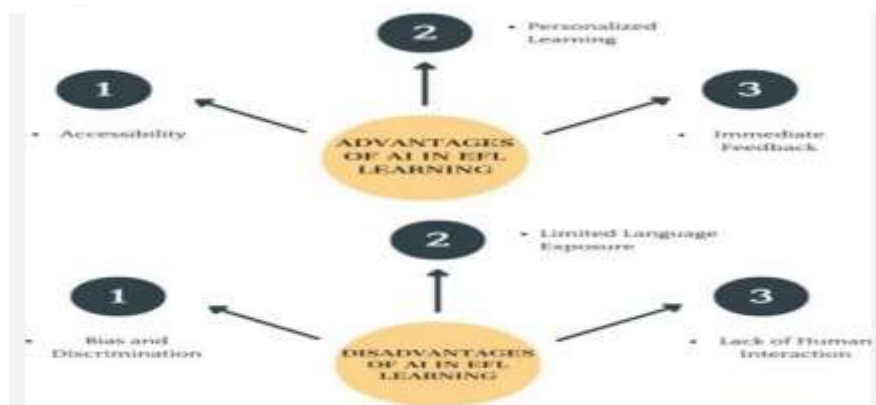 2
• Personalized
Learning
1
3
• Accessibility
• Immediate
Feedback
ADVANTAGES
OF AI IN EFL
LEARNING
2
• Limited Language
Exposure
1
3
• Bias and
Discrimination
• Lack of Human
Interaction
DISADVANTAGES
OF AI IN EFL
LEARNING